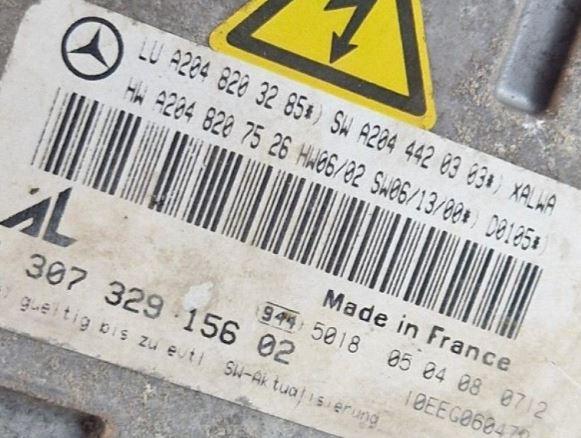 LU A204 820 32 85*) SW A204 442 03 03*) XALWA
HW A204 820 75 26 HW06/02 SW06/13/00*) D0105*)
AL
Made in France
307 329 156 02 944 5018 05 04 08 0712
gueltig bis zu evtl SW-Aktualisierung 10EEG06047